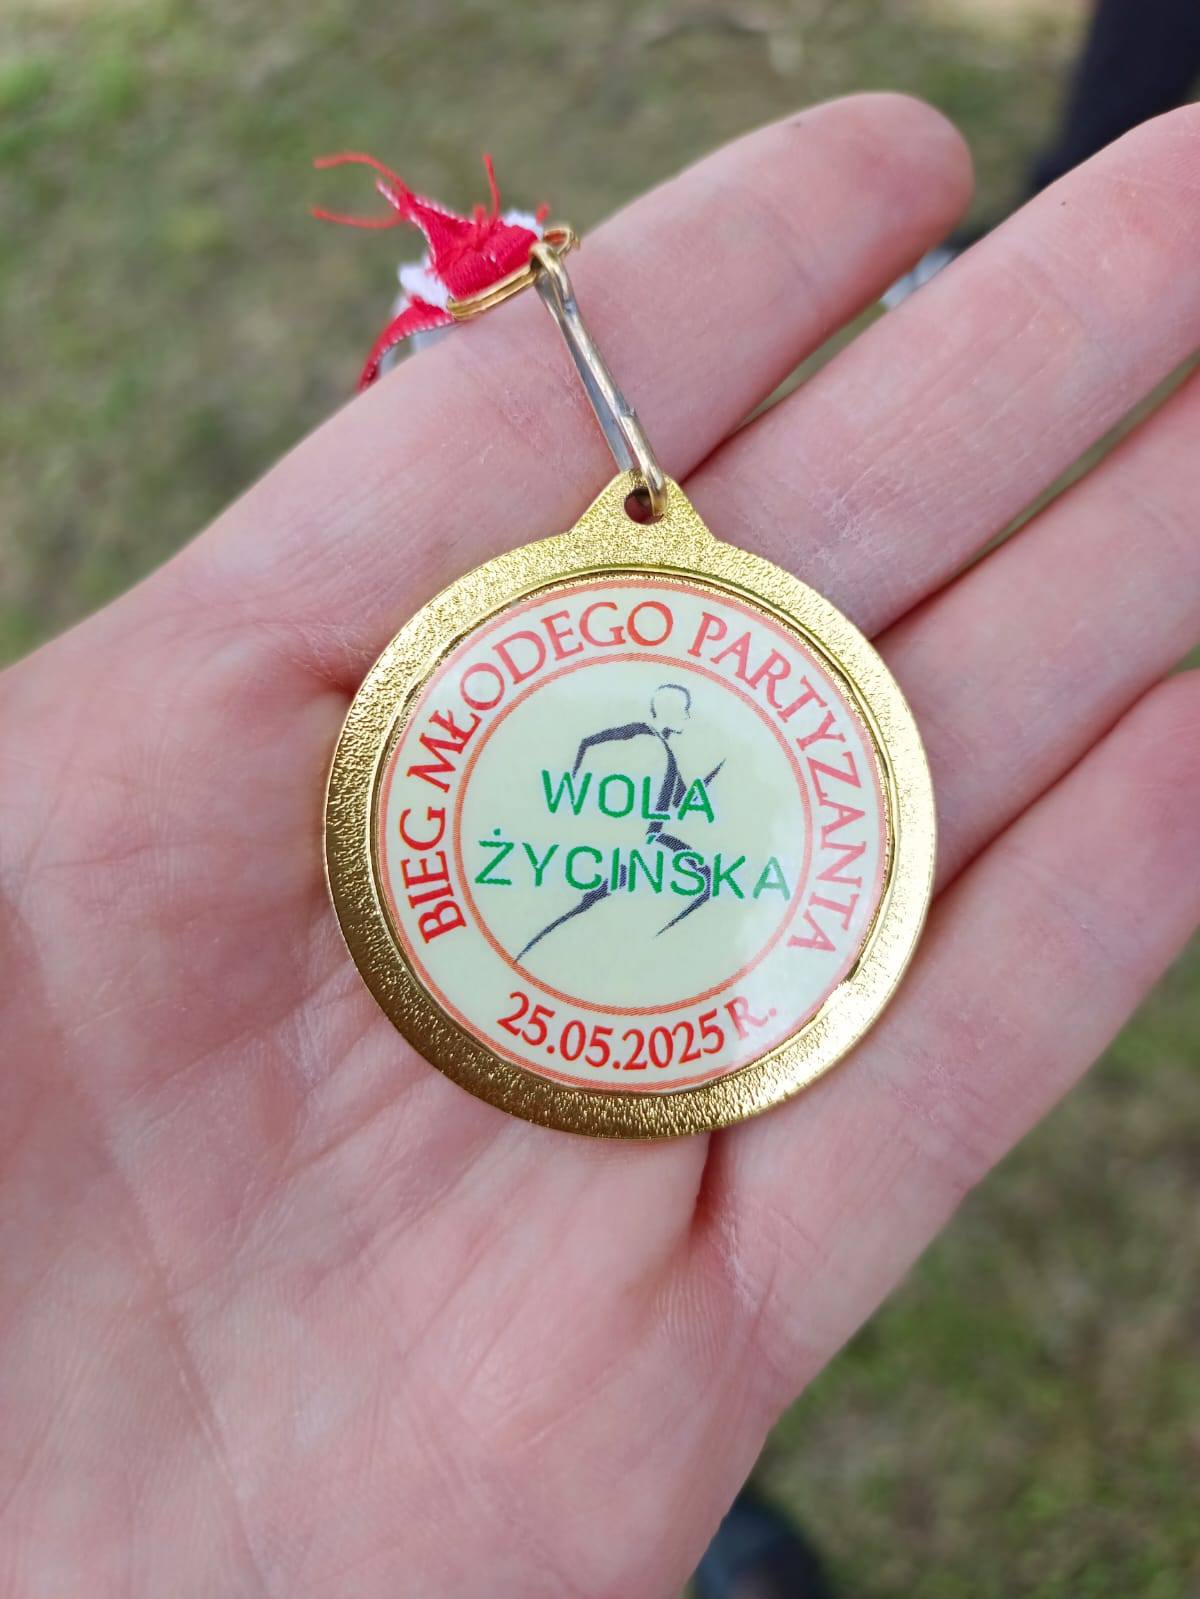 BIEG MŁODEGO PARTYZANTA
WOLA
ŻYCIŃSKA
25.05.2025 R.